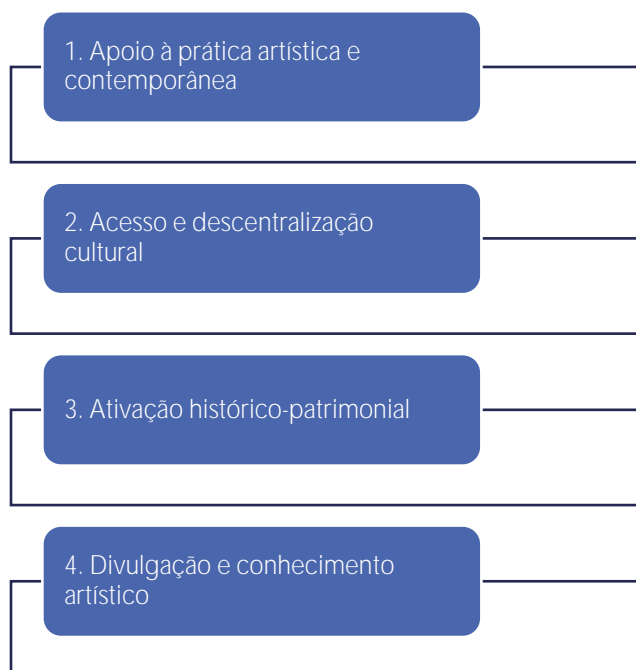 1. Apoio à prática artística e
contemporânea
2. Acesso e descentralização
cultural
3. Ativação histórico-patrimonial
4. Divulgação e conhecimento
artístico